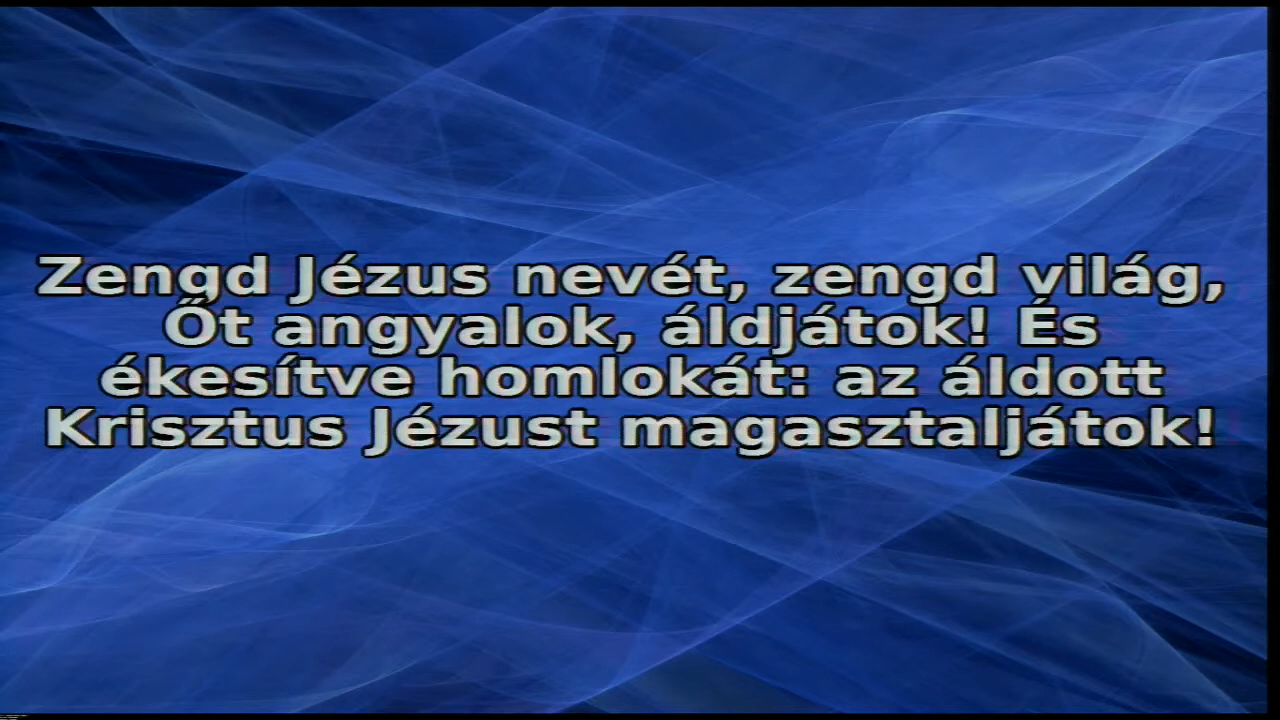 Zengd Jézus nevét, zengd világ,
Őt angyalok, áldjátok! És
ékesítve homlokát: az áldott
Krisztus Jézust magasztaljátok!